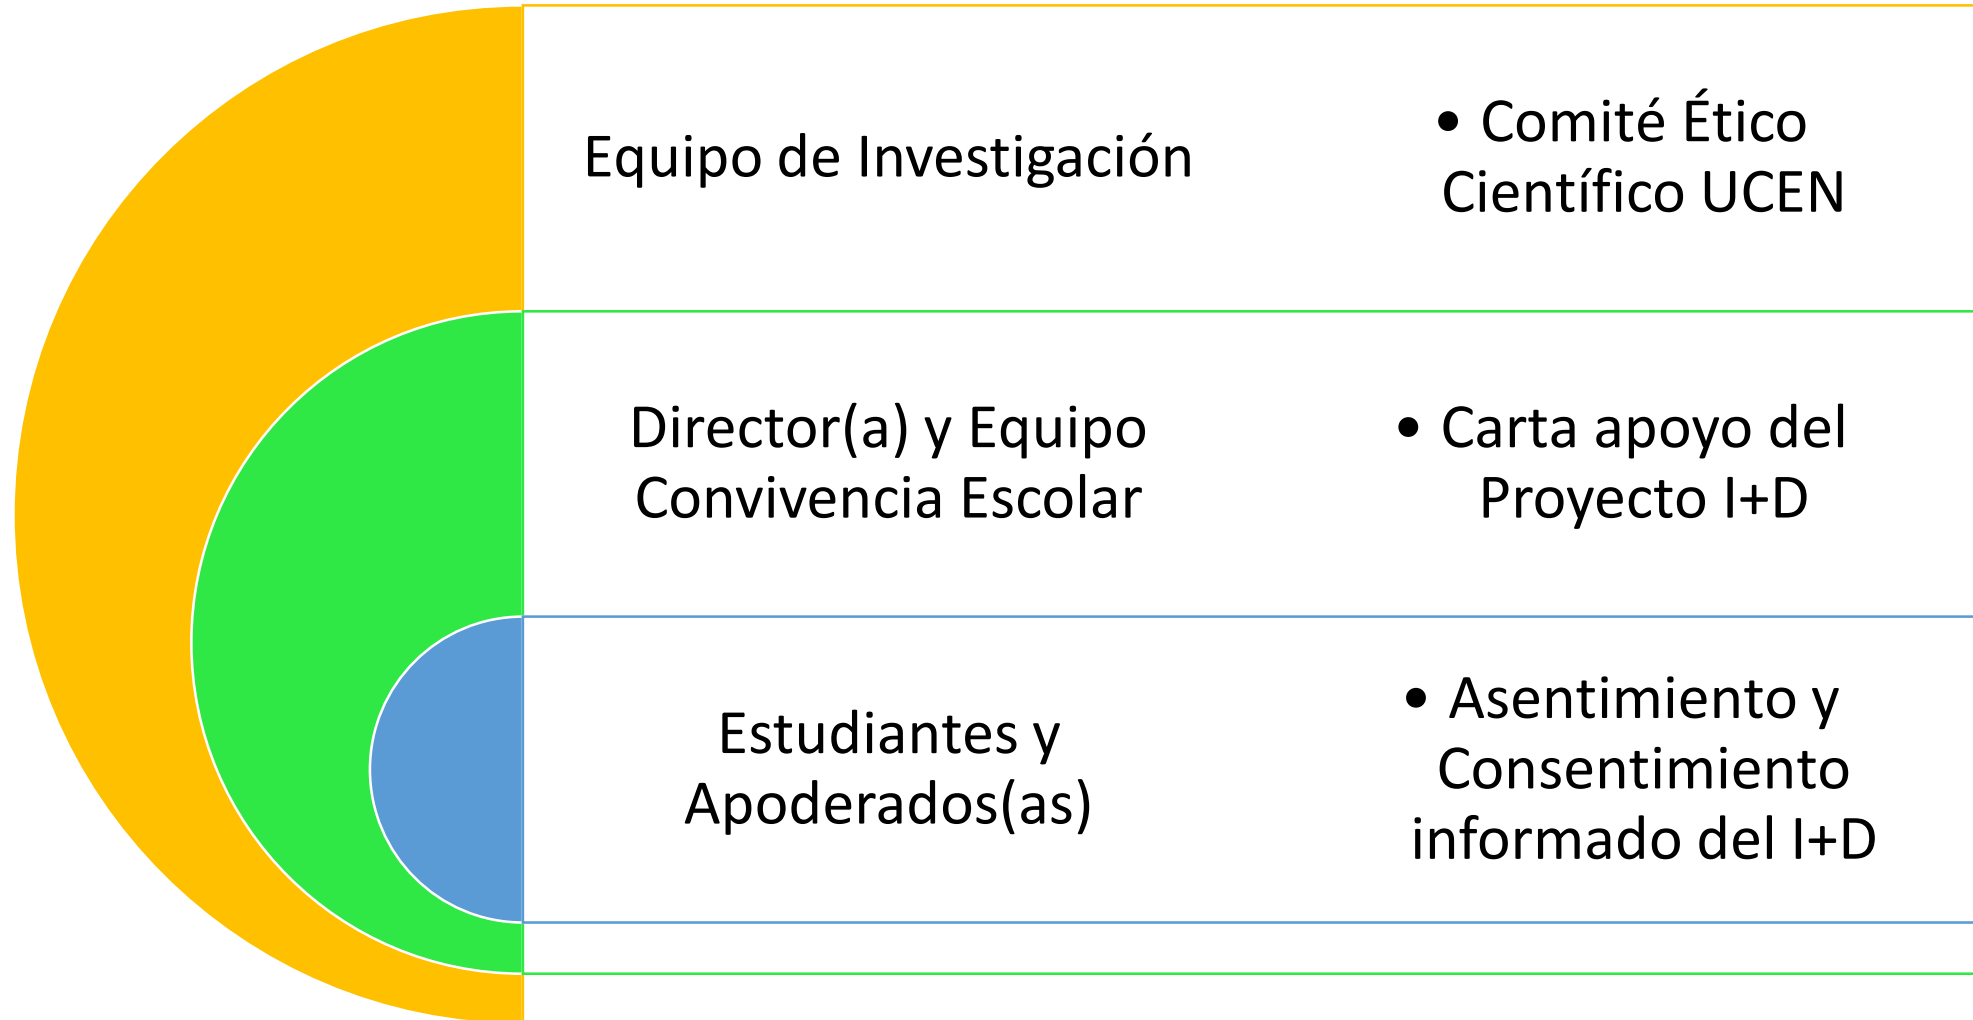 Equipo de Investigación
• Comité Ético
Científico UCEN
Director(a) y Equipo
Convivencia Escolar
• Carta apoyo del
Proyecto I+D
Estudiantes y
Apoderados(as)
• Asentimiento y
Consentimiento
informado del I+D